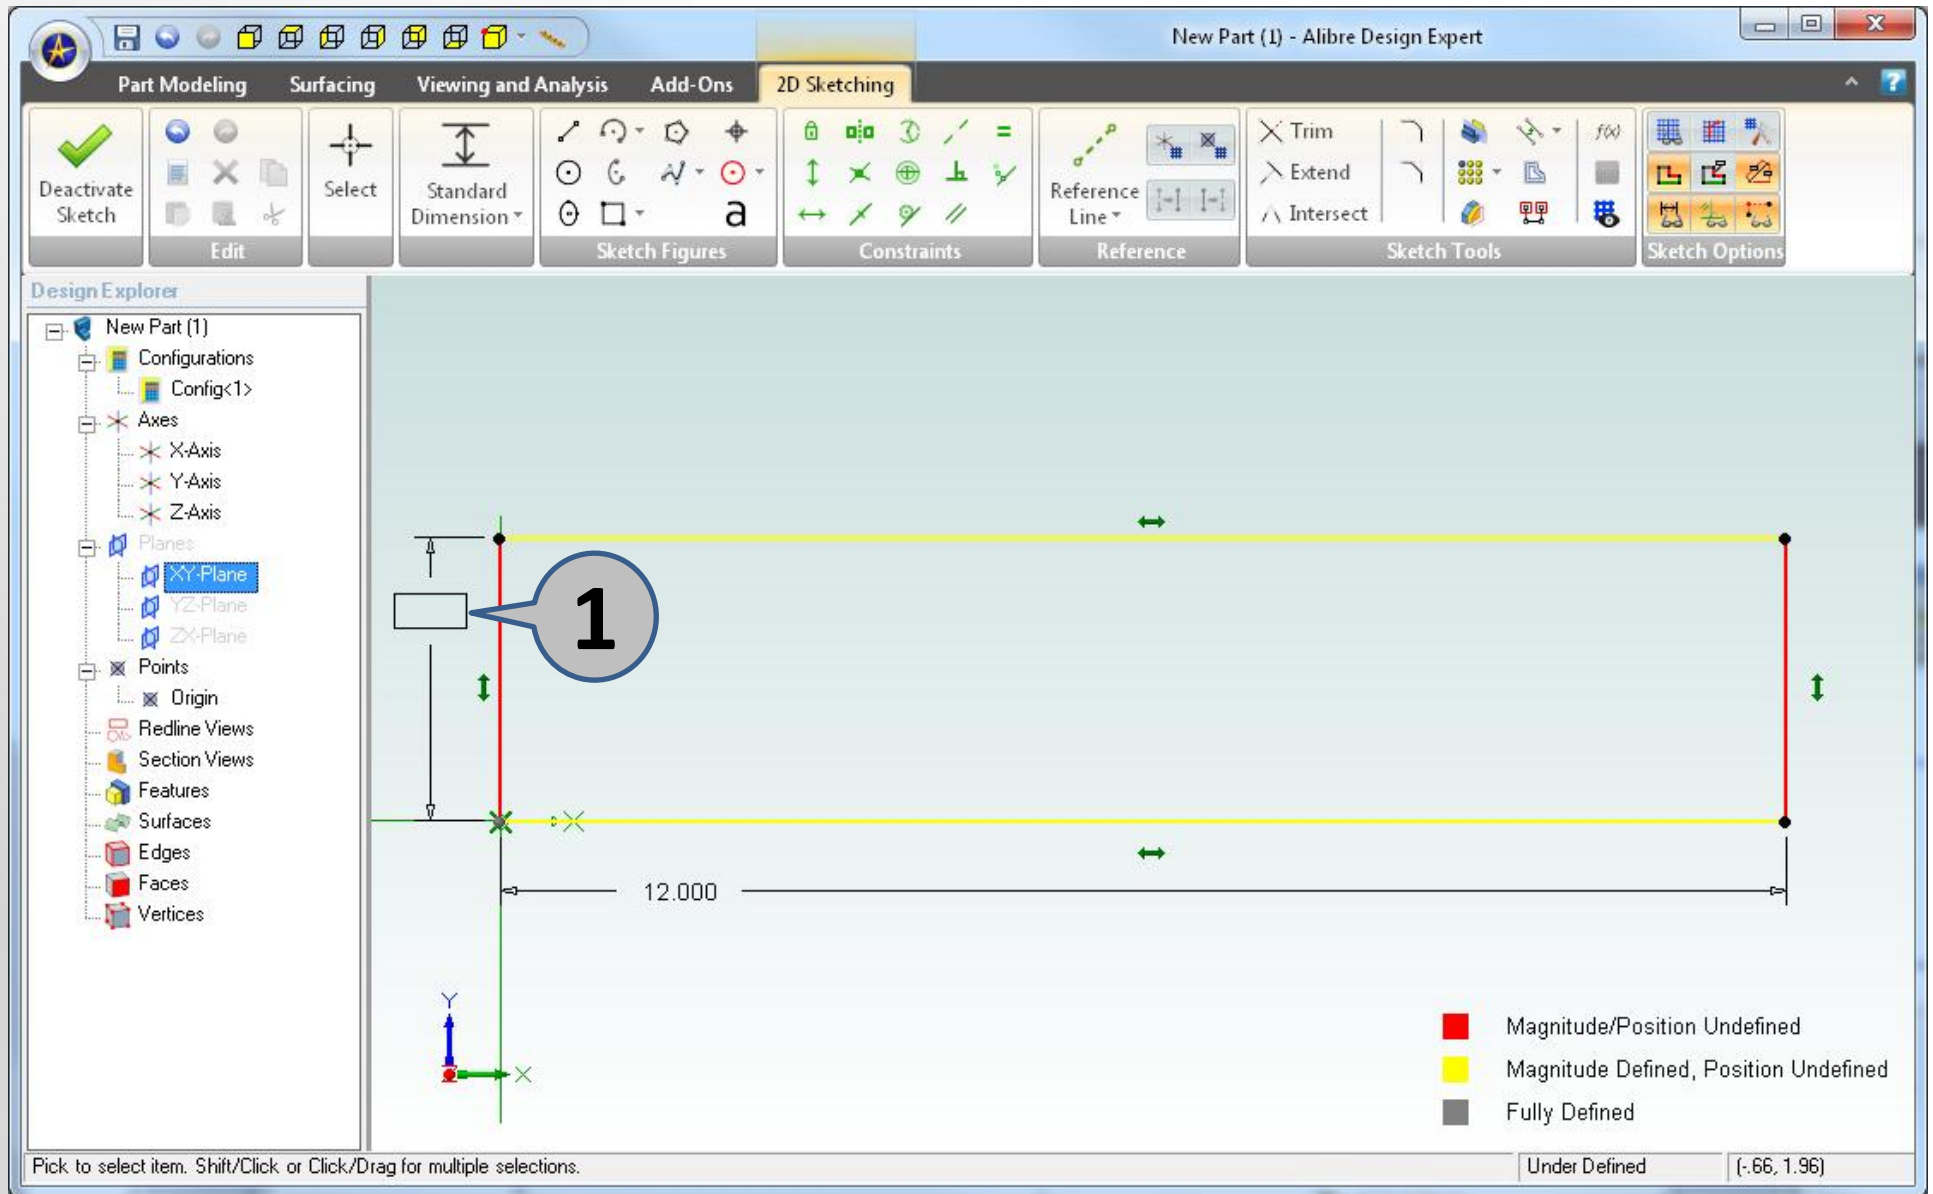 New Part (1) - Alibre Design Expert
Part Modeling Surfacing Viewing and Analysis Add-Ons 2D Sketching
Deactivate Sketch
Edit
Select
Standard Dimension
a
Sketch Figures
Constraints
Reference Line
Reference
Trim
Extend
Intersect
f(x)
Sketch Tools
Sketch Options
Design Explorer
New Part (1)
Configurations
Config<1>
Axes
X-Axis
Y-Axis
Z-Axis
Planes
XY-Plane
YZ-Plane
ZX-Plane
Points
Origin
Redline Views
Section Views
Features
Surfaces
Edges
Faces
Vertices
1
X
12.000
Y
X
Magnitude/Position Undefined
Magnitude Defined, Position Undefined
Fully Defined
Pick to select item. Shift/Click or Click/Drag for multiple selections.
Under Defined
(-.66, 1.96)